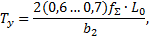 T_y = 2(0,6 … 0,7)f_Σ · L_0 / b_2,